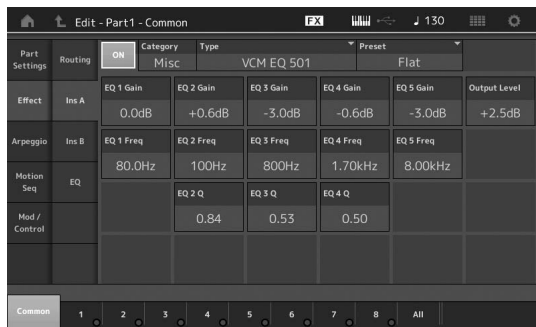 Edit - Part1 - Common FX 130
Part Settings
Routing
ON
Category
Misc
Type
VCM EQ 501
Preset
Flat
Effect
Ins A
EQ 1 Gain
0.0dB
EQ 2 Gain
+0.6dB
EQ 3 Gain
-3.0dB
EQ 4 Gain
-0.6dB
EQ 5 Gain
-3.0dB
Output Level
+2.5dB
Arpeggio
Ins B
EQ 1 Freq
80.0Hz
EQ 2 Freq
100Hz
EQ 3 Freq
800Hz
EQ 4 Freq
1.70kHz
EQ 5 Freq
8.00kHz
Motion Seq
EQ
EQ 2 Q
0.84
EQ 3 Q
0.53
EQ 4 Q
0.50
Mod / Control
Common 1 2 3 4 5 6 7 8 All